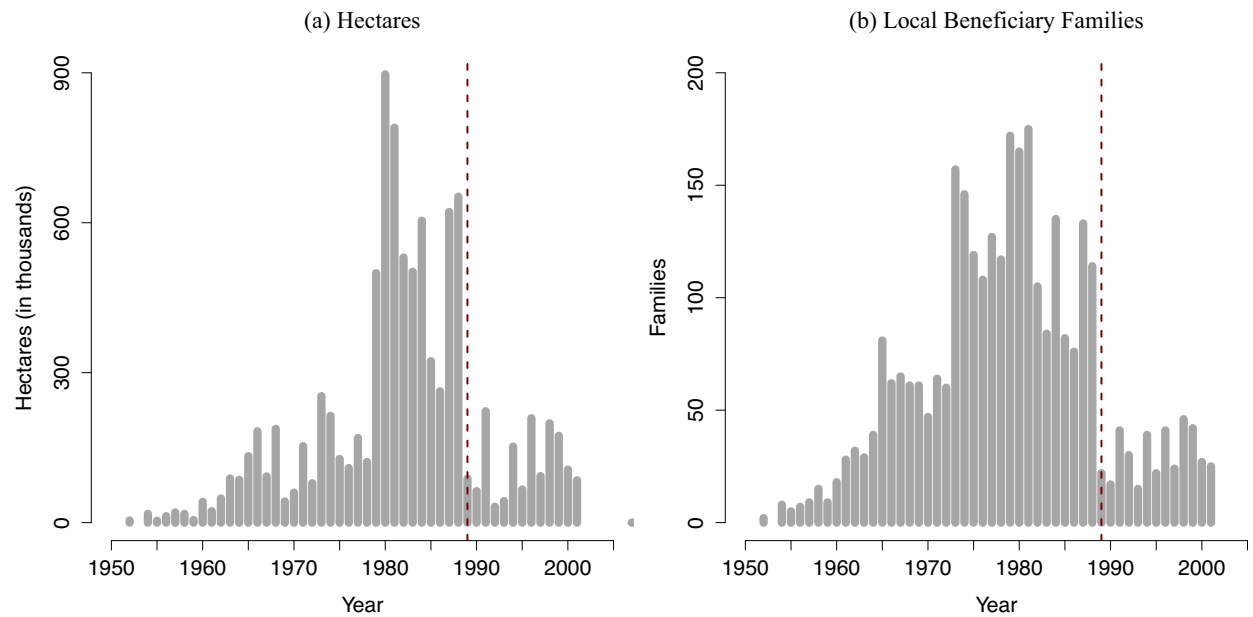 (a) Hectares
Hectares (in thousands)
900
600
300
0
1950 1960 1970 1980 1990 2000
Year
(b) Local Beneficiary Families
Families
200
150
100
50
0
1950 1960 1970 1980 1990 2000
Year